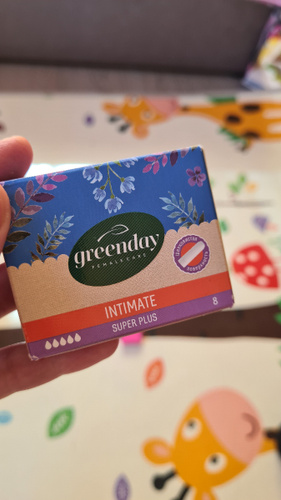 greenday
FEMALE CARE
INTIMATE
SUPER PLUS
8